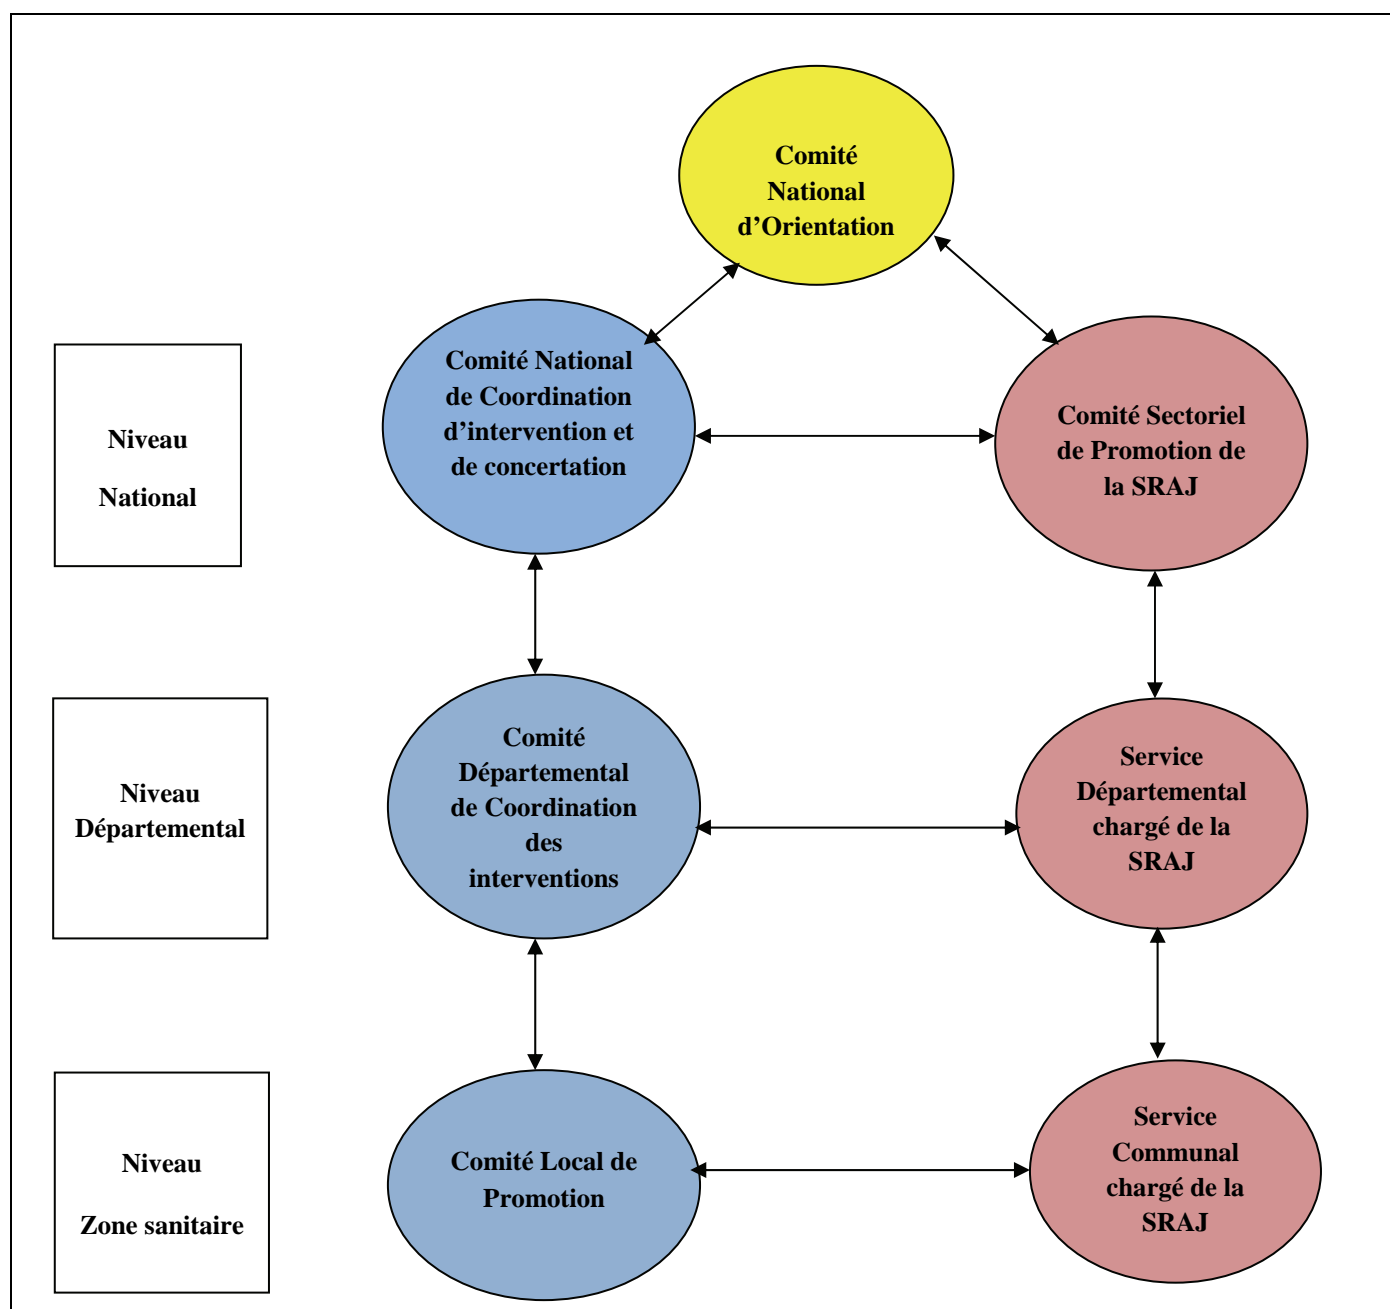 Comité
National
d’Orientation
Comité National
de Coordination
d’intervention et
de concertation
Comité Sectoriel
de Promotion de
la SRAJ
Niveau
National
Comité
Départemental
de Coordination
des
interventions
Service
Départemental
chargé de la
SRAJ
Niveau
Départemental
Comité Local de
Promotion
Service
Communal
chargé de la
SRAJ
Niveau
Zone sanitaire